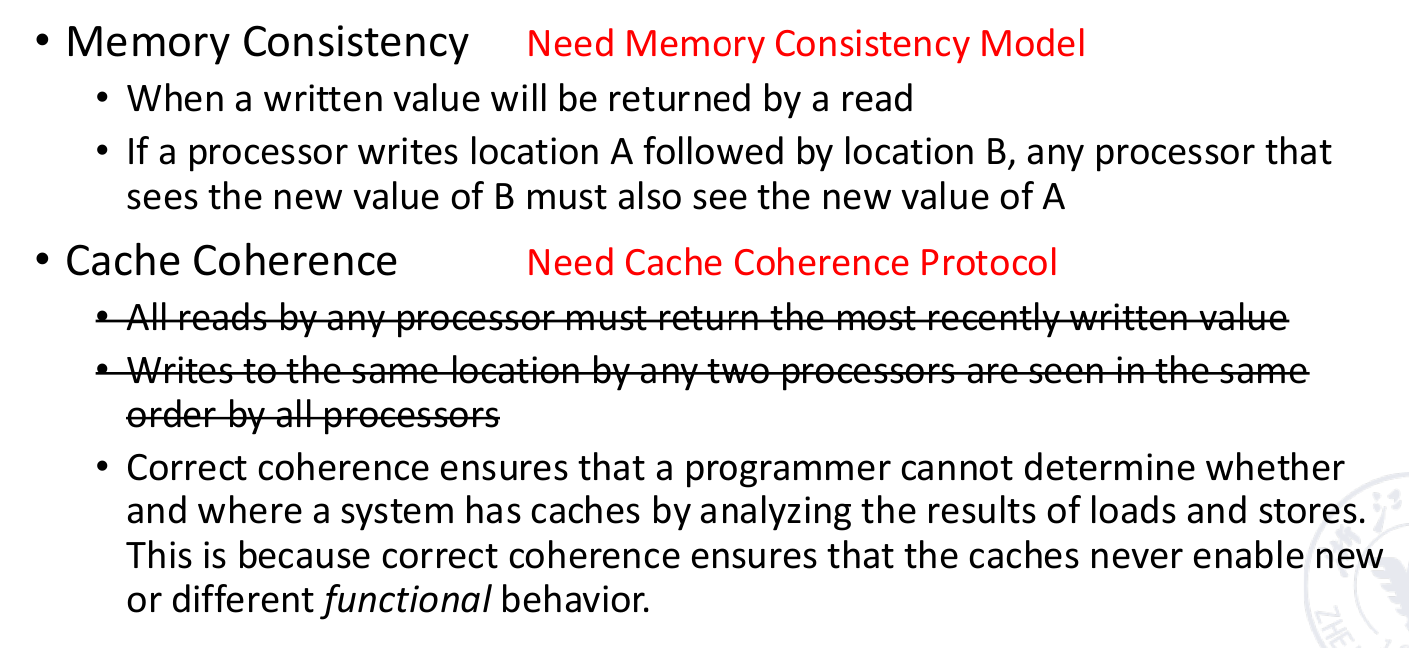 • Memory Consistency Need Memory Consistency Model
• When a written value will be returned by a read
• If a processor writes location A followed by location B, any processor that
sees the new value of B must also see the new value of A
• Cache Coherence Need Cache Coherence Protocol
• All reads by any processor must return the most recently written value
• Writes to the same location by any two processors are seen in the same
order by all processors
• Correct coherence ensures that a programmer cannot determine whether
and where a system has caches by analyzing the results of loads and stores.
This is because correct coherence ensures that the caches never enable new
or different functional behavior.
ZHE